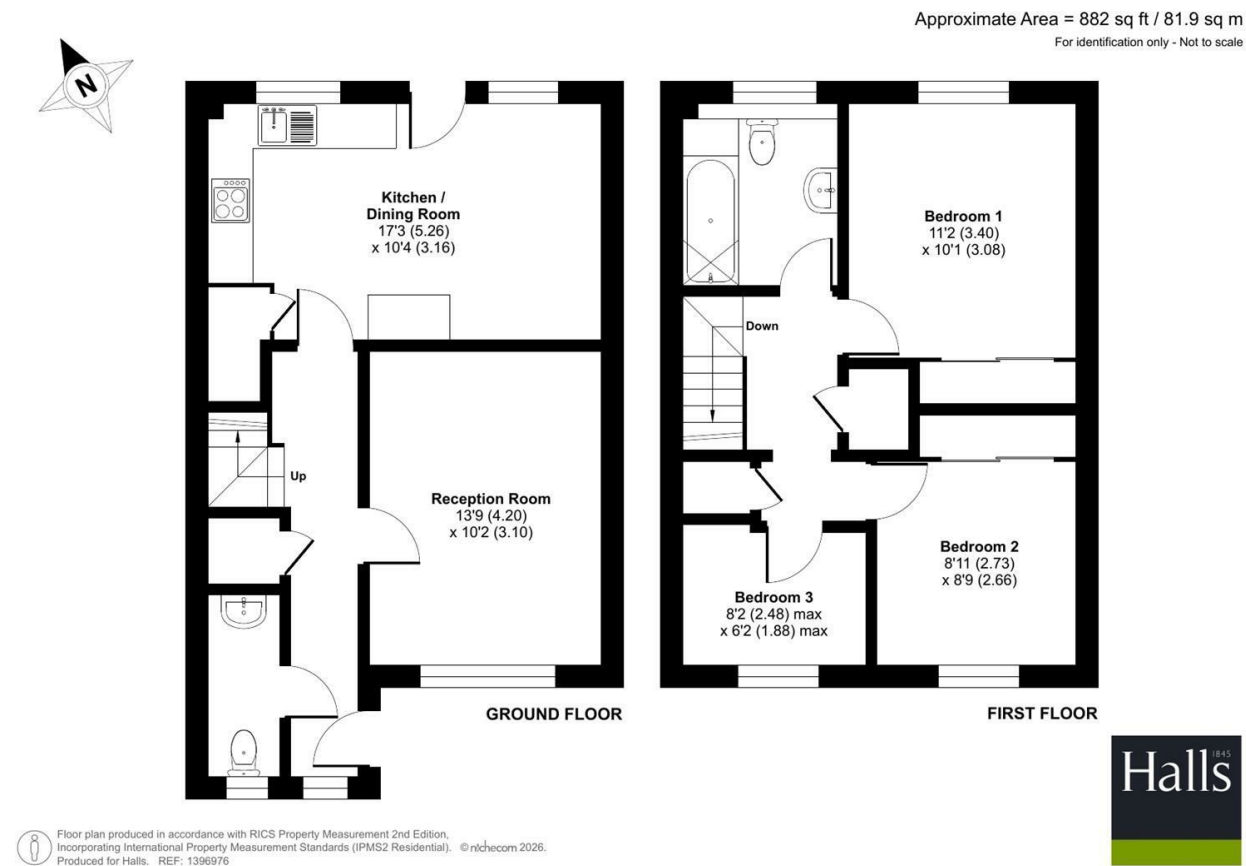 Approximate Area = 882 sq ft / 81.9 sq m
For identification only - Not to scale
N
Kitchen /
Dining Room
17'3 (5.26)
x 10'4 (3.16)
Up
Reception Room
13'9 (4.20)
x 10'2 (3.10)
GROUND FLOOR
Bedroom 1
11'2 (3.40)
x 10'1 (3.08)
Down
Bedroom 2
8'11 (2.73)
x 8'9 (2.66)
Bedroom 3
8'2 (2.48) max
x 6'2 (1.88) max
FIRST FLOOR
1845
Halls
Floor plan produced in accordance with RICS Property Measurement 2nd Edition,
Incorporating International Property Measurement Standards (IPMS2 Residential). © nichecom 2026.
Produced for Halls. REF: 1396976